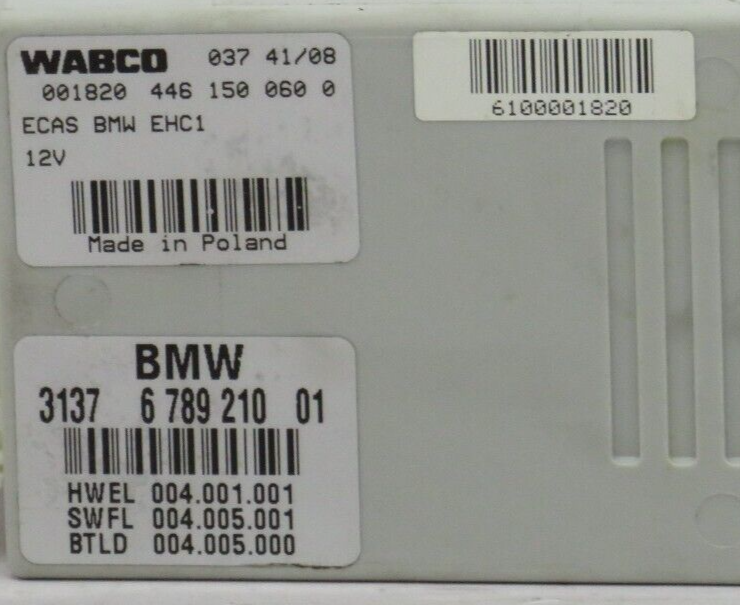 WABCO 037 41/08
001820 446 150 060 0
ECAS BMW EHC1
12V
Made in Poland
6100001820
BMW
3137 6 789 210 01
HWEL 004.001.001
SWFL 004.005.001
BTLD 004.005.000